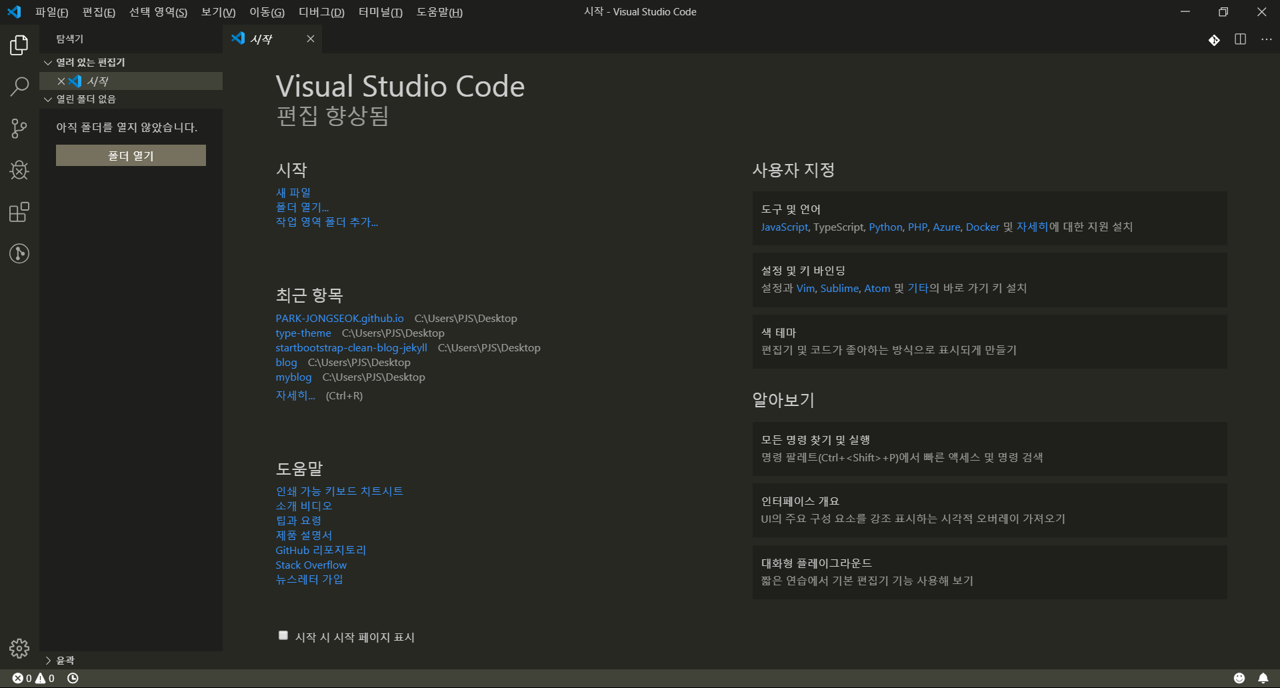 파일(F) 편집(E) 선택 영역(S) 보기(V) 이동(G) 디버그(D) 터미널(T) 도움말(H) 시작 - Visual Studio Code
탐색기
시작
열려 있는 편집기
시작
열린 폴더 없음
아직 폴더를 열지 않았습니다.
폴더 열기
윤곽
Visual Studio Code
편집 향상됨
시작
새 파일
폴더 열기...
작업 영역 폴더 추가...
최근 항목
PARK-JONGSEOK.github.io C:\Users\PJS\Desktop
type-theme C:\Users\PJS\Desktop
startbootstrap-clean-blog-jekyll C:\Users\PJS\Desktop
blog C:\Users\PJS\Desktop
myblog C:\Users\PJS\Desktop
자세히... (Ctrl+R)
도움말
인쇄 가능 키보드 치트시트
소개 비디오
팁과 요령
제품 설명서
GitHub 리포지토리
Stack Overflow
뉴스레터 가입
시작 시 시작 페이지 표시
사용자 지정
도구 및 언어
JavaScript, TypeScript, Python, PHP, Azure, Docker 및 자세히에 대한 지원 설치
설정 및 키 바인딩
설정과 Vim, Sublime, Atom 및 기타의 바로 가기 키 설치
색 테마
편집기 및 코드가 좋아하는 방식으로 표시되게 만들기
알아보기
모든 명령 찾기 및 실행
명령 팔레트(Ctrl+<Shift>+P)에서 빠른 액세스 및 명령 검색
인터페이스 개요
UI의 주요 구성 요소를 강조 표시하는 시각적 오버레이 가져오기
대화형 플레이그라운드
짧은 연습에서 기본 편집기 기능 사용해 보기
0 0